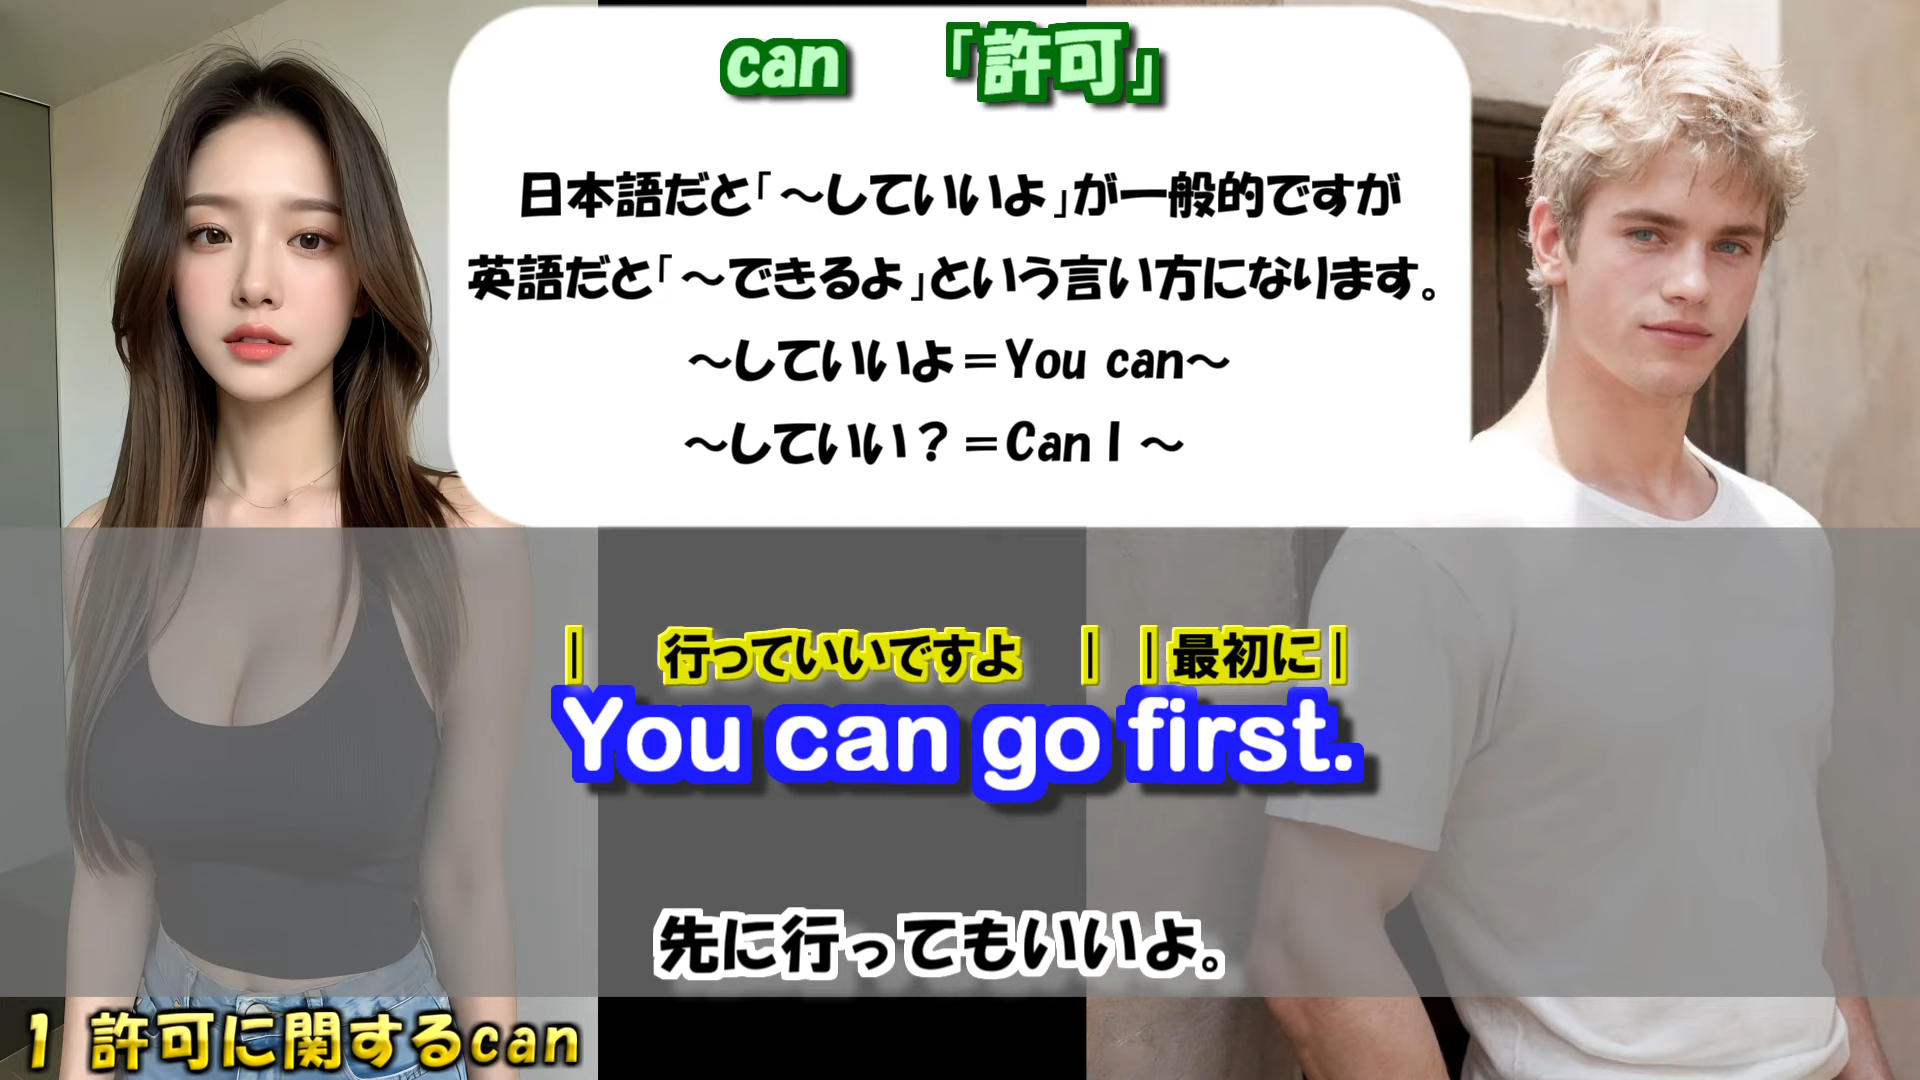 can 「許可」
日本語だと「～していいよ」が一般的ですが
英語だと「～できるよ」という言い方になります。
～していいよ＝You can～
～していい？＝Can I ～
| 行っていいですよ | | 最初に |
You can go first.
先に行ってもいいよ。
1 許可に関するcan